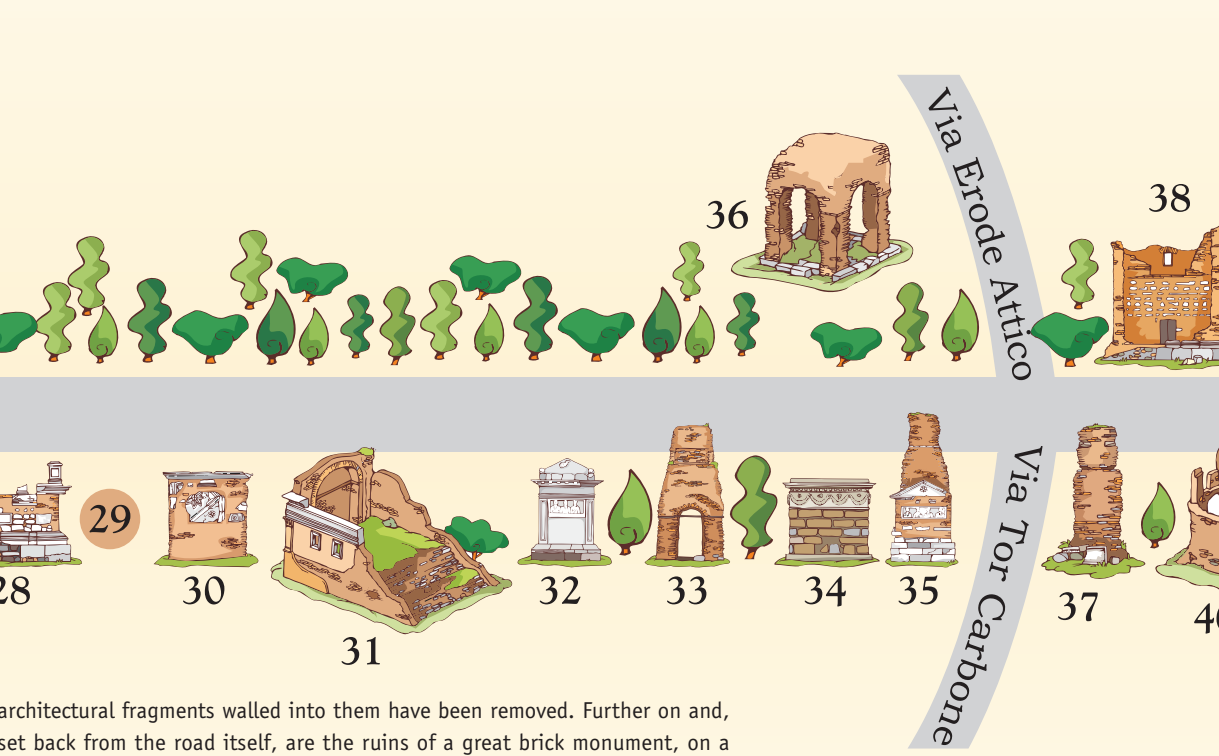 Via Erode Attico
38
36
29
28
30
32
33
34
35
37
31
Via Tor Carbone
architectural fragments walled into them have been removed. Further on and,
set back from the road itself, are the ruins of a great brick monument, on a